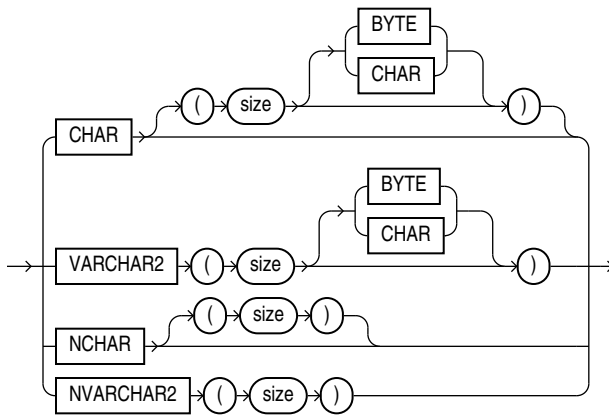 BYTE
CHAR
( size )
CHAR
BYTE
CHAR
VARCHAR2 ( size )
( size )
NCHAR
NVARCHAR2 ( size )